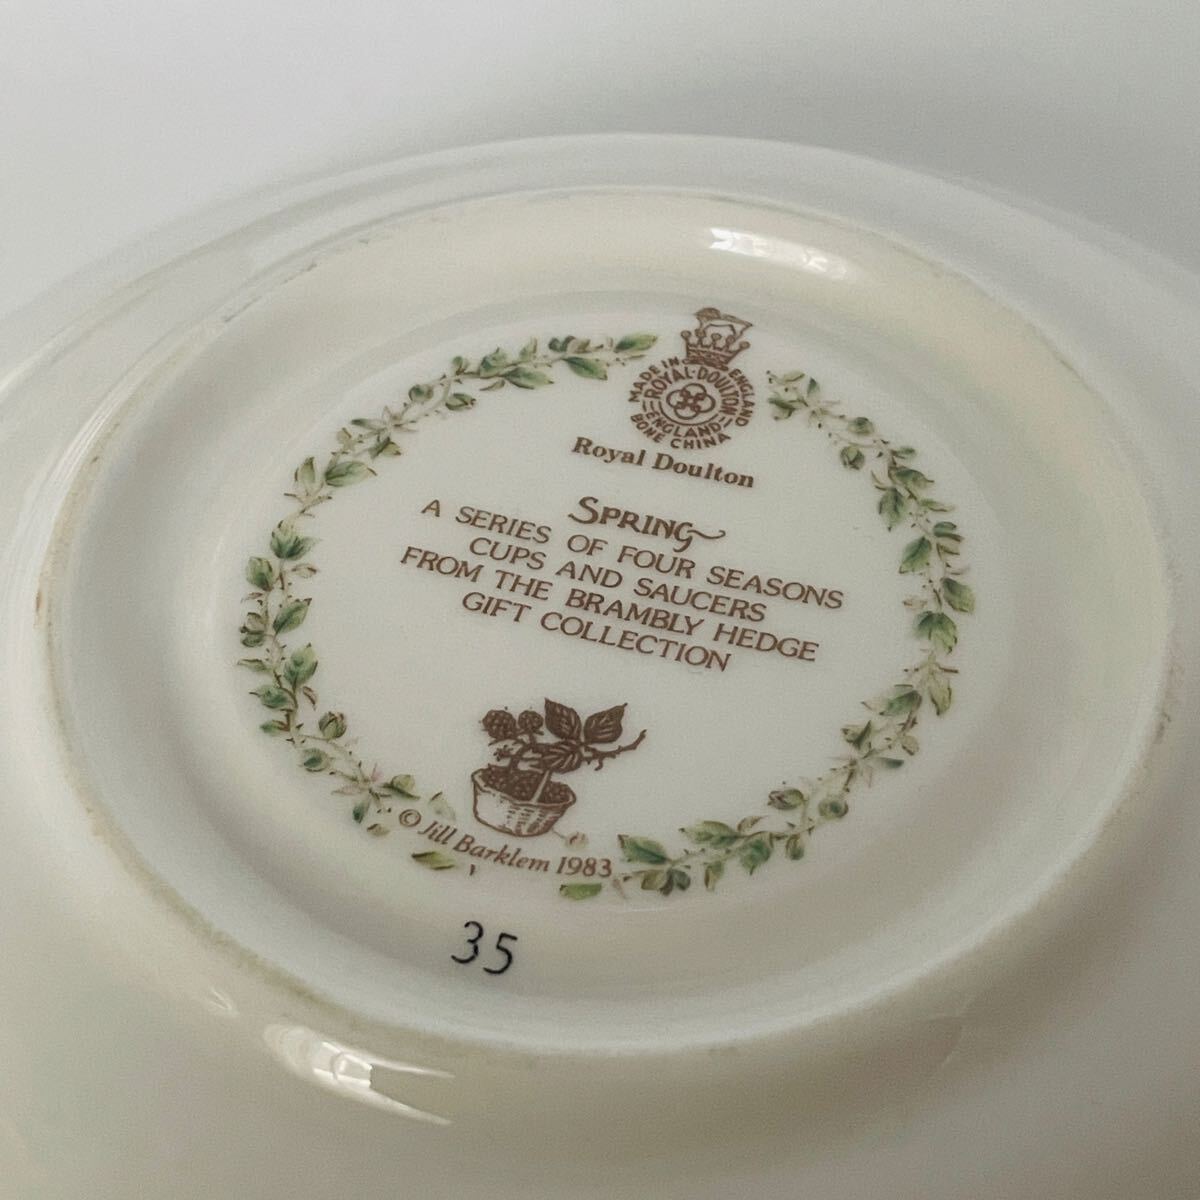 MADE IN ENGLAND
ROYAL·DOULTON
ENGLAND
BONE CHINA
Royal Doulton
SPRING
A SERIES OF FOUR SEASONS
CUPS AND SAUCERS
FROM THE BRAMBLY HEDGE
GIFT COLLECTION
© Jill Barklem 1983
35